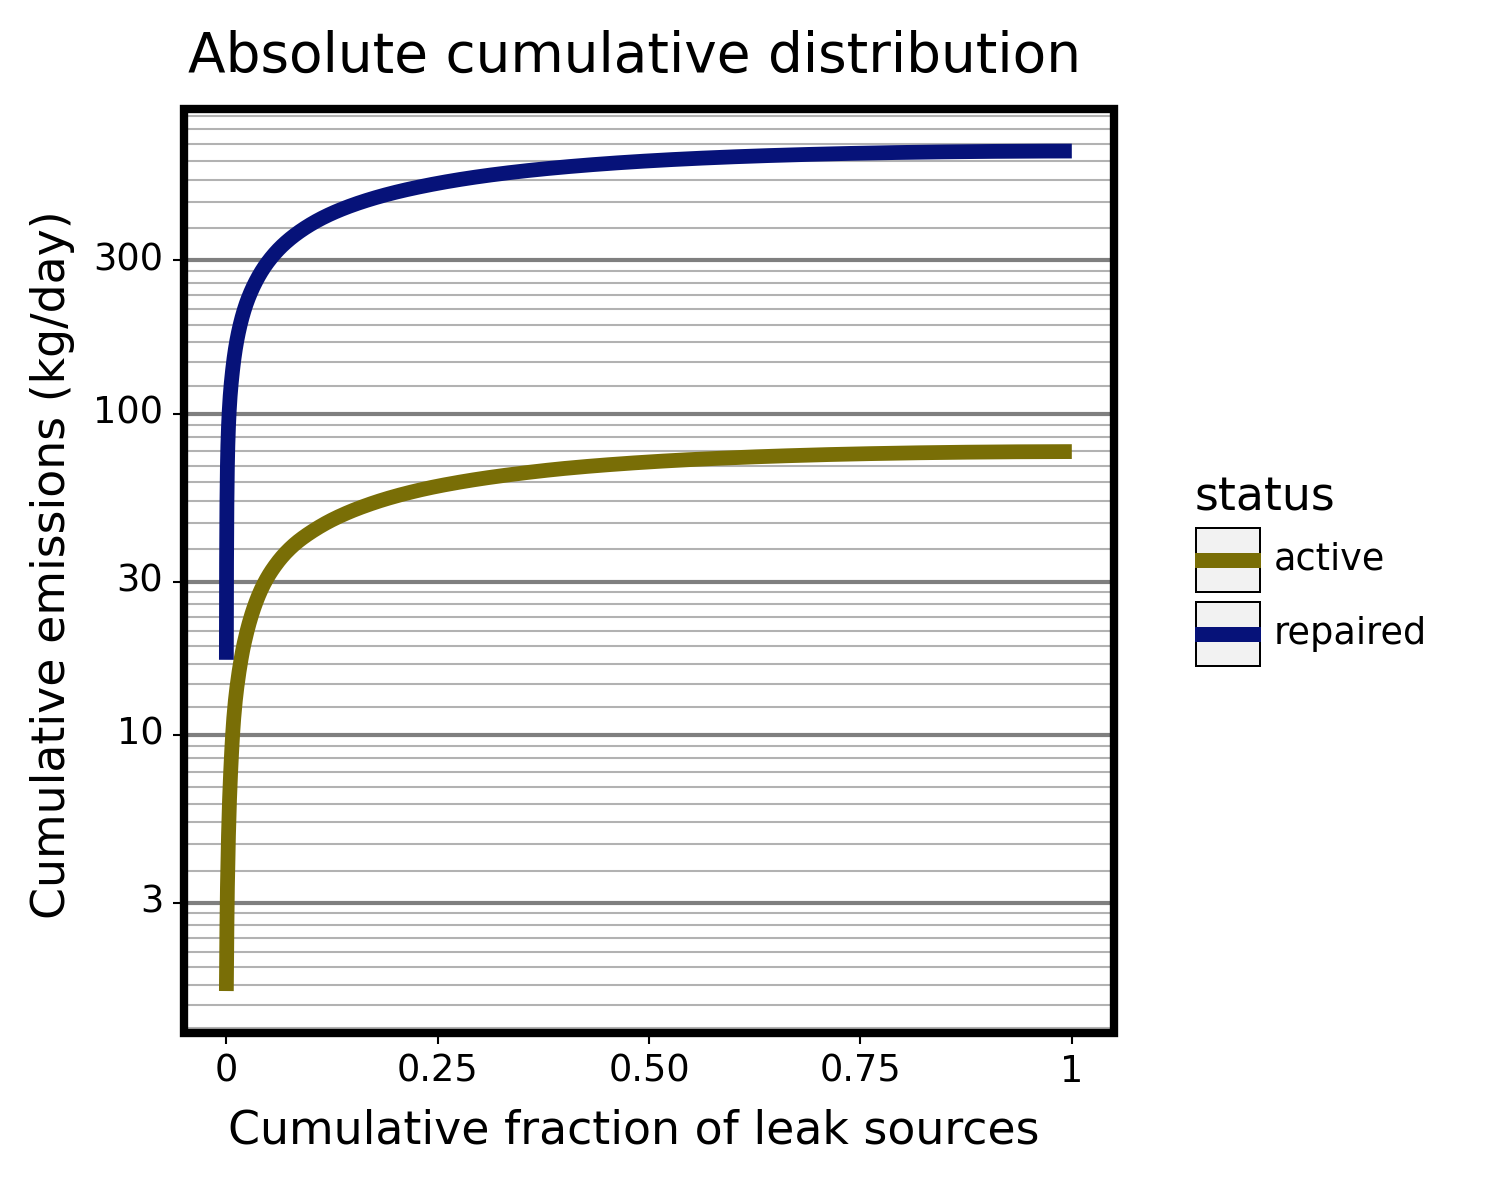 Absolute cumulative distribution
Cumulative emissions (kg/day)
300
100
30
10
3
0
0.25
0.50
0.75
1
Cumulative fraction of leak sources
status
active
repaired